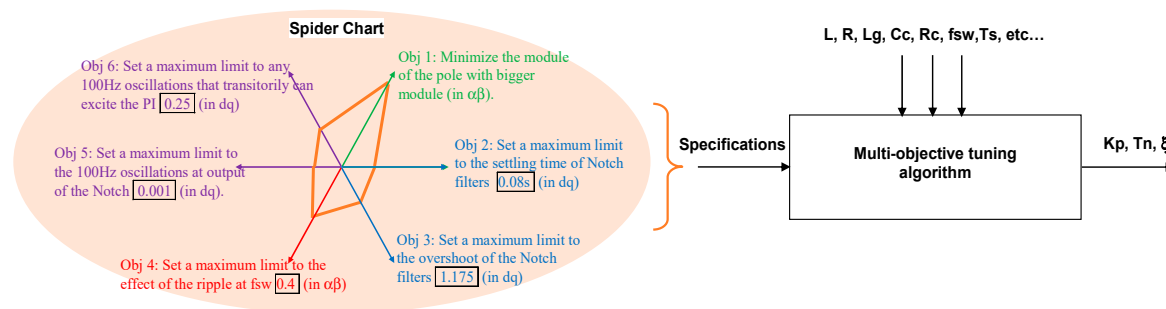 Spider Chart
Obj 6: Set a maximum limit to any
100Hz oscillations that transitorily can
excite the PI 0.25 (in dq)
Obj 1: Minimize the module
of the pole with bigger
module (in αβ).
Obj 5: Set a maximum limit to
the 100Hz oscillations at output
of the Notch 0.001 (in dq).
Obj 2: Set a maximum limit
to the settling time of Notch
filters 0.08s (in dq)
Obj 4: Set a maximum limit to the
effect of the ripple at fsw 0.4 (in αβ)
Obj 3: Set a maximum limit to
the overshoot of the Notch
filters 1.175 (in dq)
Specifications
L, R, Lg, Cc, Rc, fsw,Ts, etc…
Multi-objective tuning
algorithm
Kp, Tn, ξ